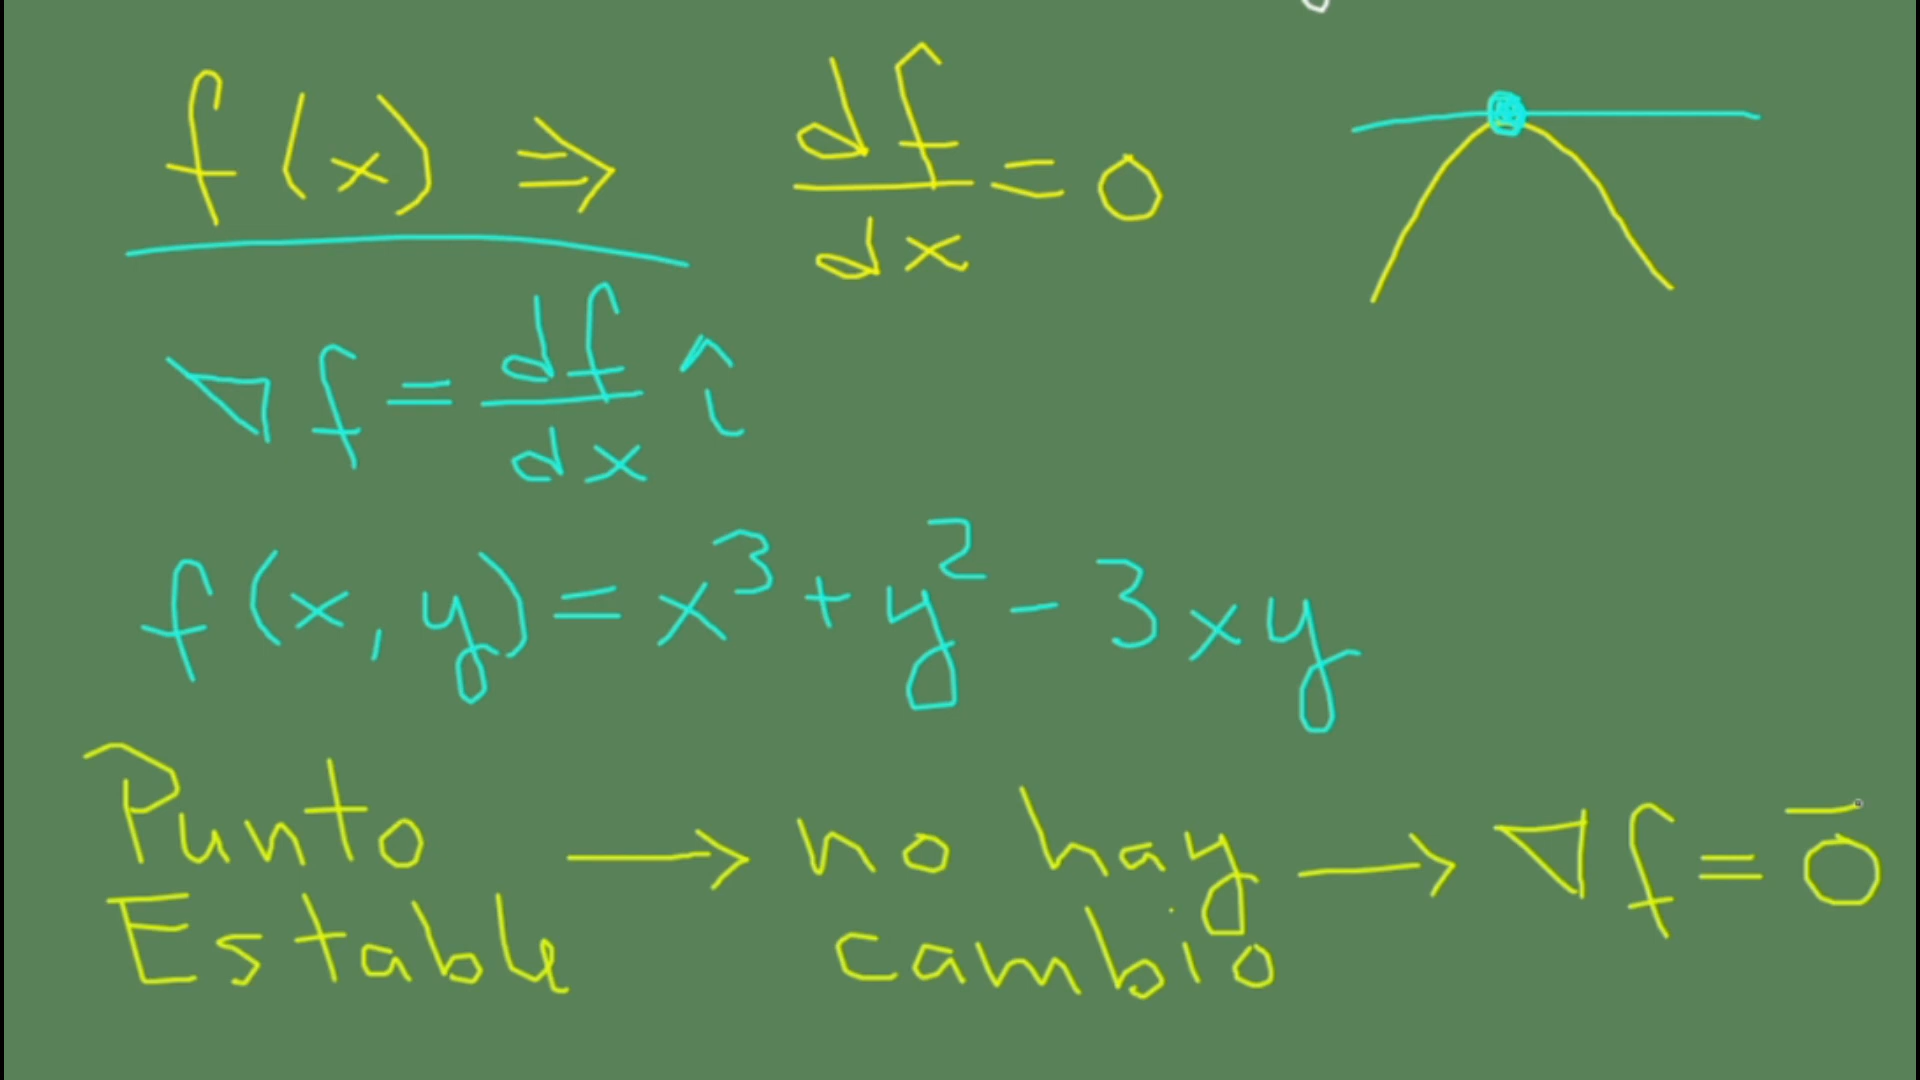 f(x) ⇒ df/dx = 0
∇f = df/dx î
f(x, y) = x³ + y² - 3xy
Punto Estable → no hay cambio → ∇f = 0̅